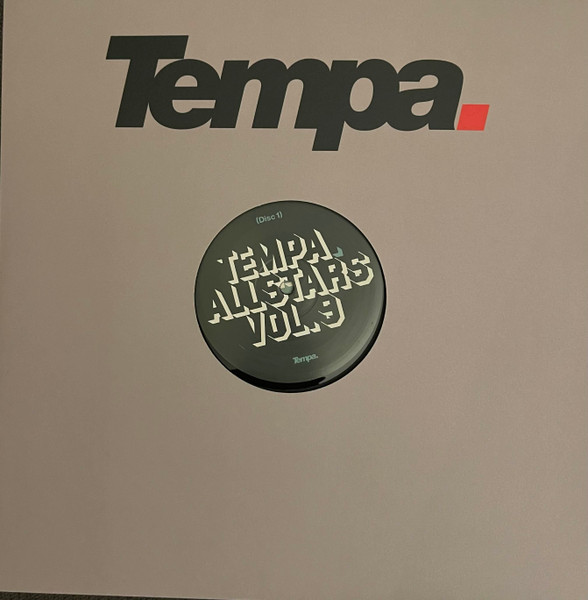 Tempa.
(Disc 1)
TEMPA.
ALLSTARS
VOL.9
Tempa.